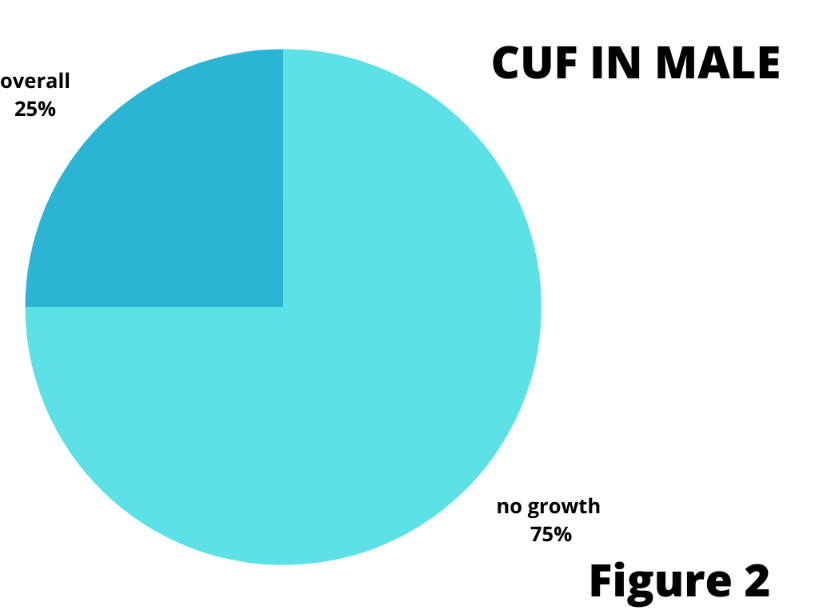 CUF IN MALE
overall
25%
no growth
75%
Figure 2